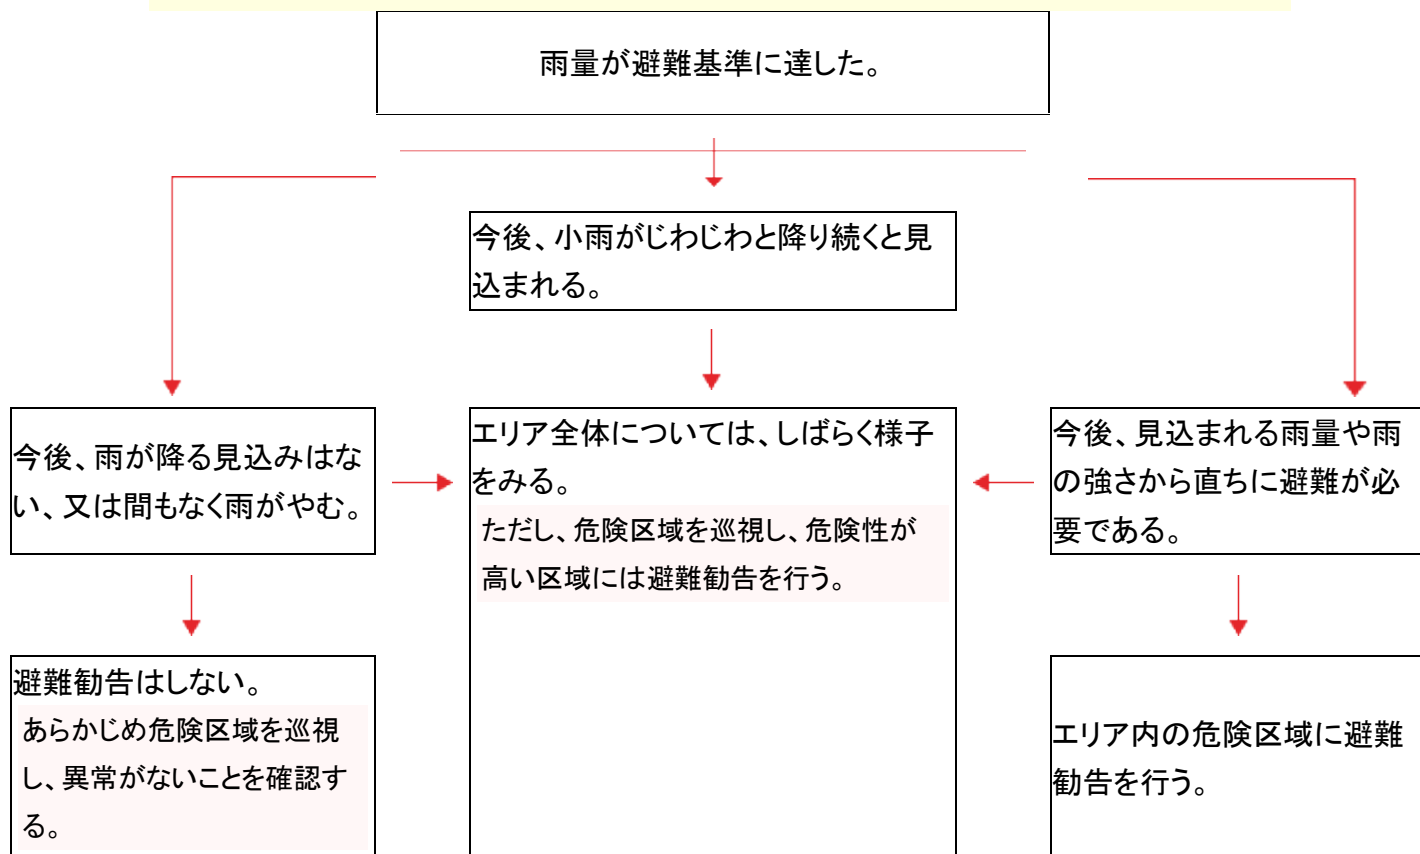 雨量が避難基準に達した。
今後、小雨がじわじわと降り続くと見
込まれる。
今後、雨が降る見込みはな
い、又は間もなく雨がやむ。
エリア全体については、しばらく様子
をみる。
ただし、危険区域を巡視し、危険性が
高い区域には避難勧告を行う。
今後、見込まれる雨量や雨
の強さから直ちに避難が必
要である。
避難勧告はしない。
あらかじめ危険区域を巡視
し、異常がないことを確認す
る。
エリア内の危険区域に避難
勧告を行う。